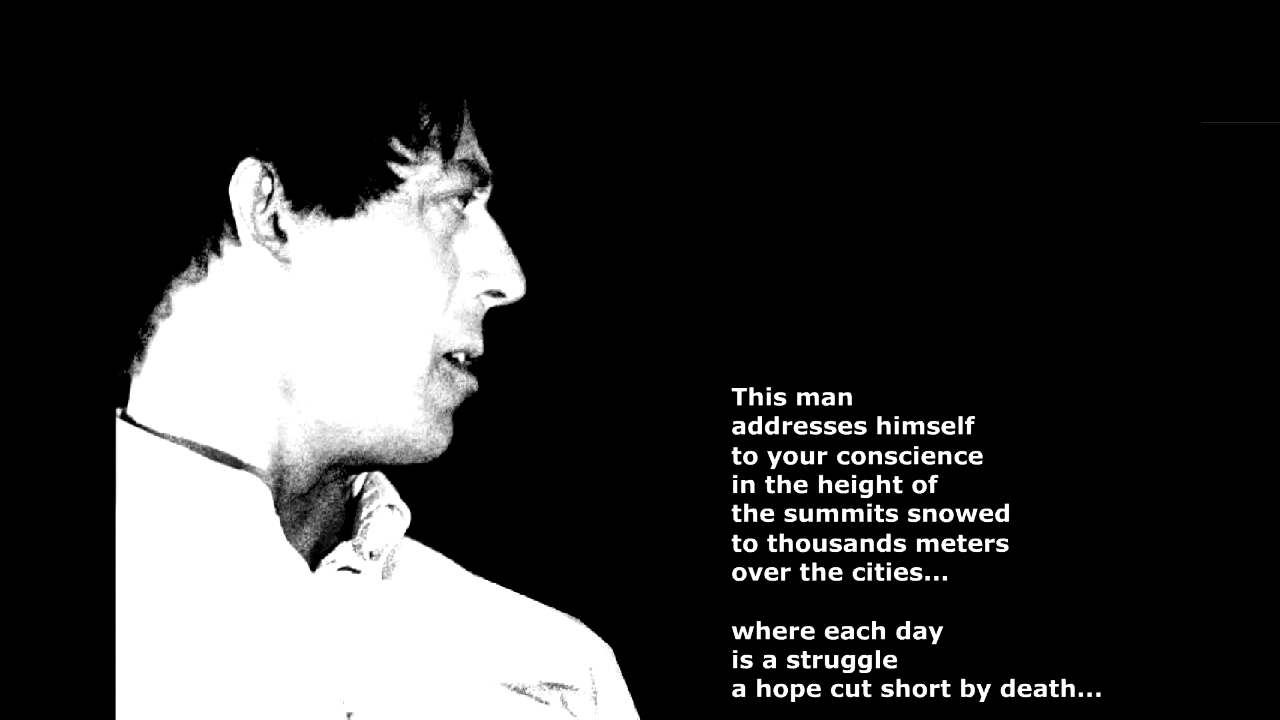 This man
addresses himself
to your conscience
in the height of
the summits snowed
to thousands meters
over the cities...
where each day
is a struggle
a hope cut short by death...